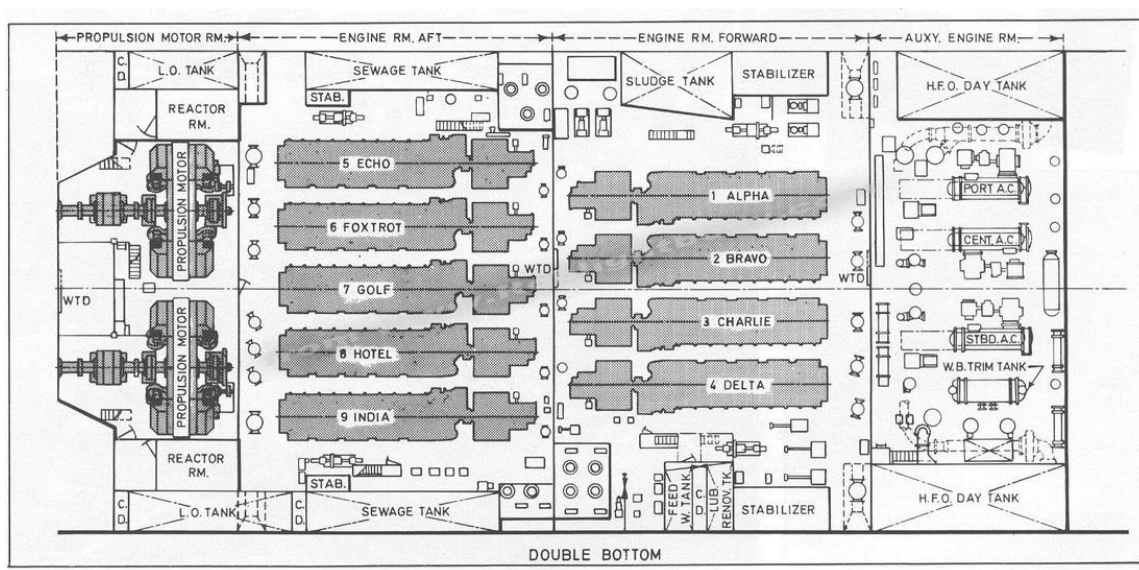 PROPULSION MOTOR RM.
ENGINE RM. AFT
ENGINE RM. FORWARD
AUXY. ENGINE RM.
C.
D.
L.O. TANK
SEWAGE TANK
SLUDGE TANK
STABILIZER
H.F.O. DAY TANK
STAB.
REACTOR
RM.
PROPULSION MOTOR
5 ECHO
6 FOXTROT
7 GOLF
8 HOTEL
9 INDIA
1 ALPHA
2 BRAVO
3 CHARLIE
4 DELTA
PORT A.C.
CENT. A.C.
STBD. A.C.
W.B. TRIM TANK
WTD
WTD
WTD
PROPULSION MOTOR
REACTOR
RM.
STAB.
C.
D.
L.O. TANK
C.
D.
SEWAGE TANK
FEED
W. TANK
C.
D.
LUB.
RENOV. TK.
STABILIZER
H.F.O. DAY TANK
DOUBLE BOTTOM